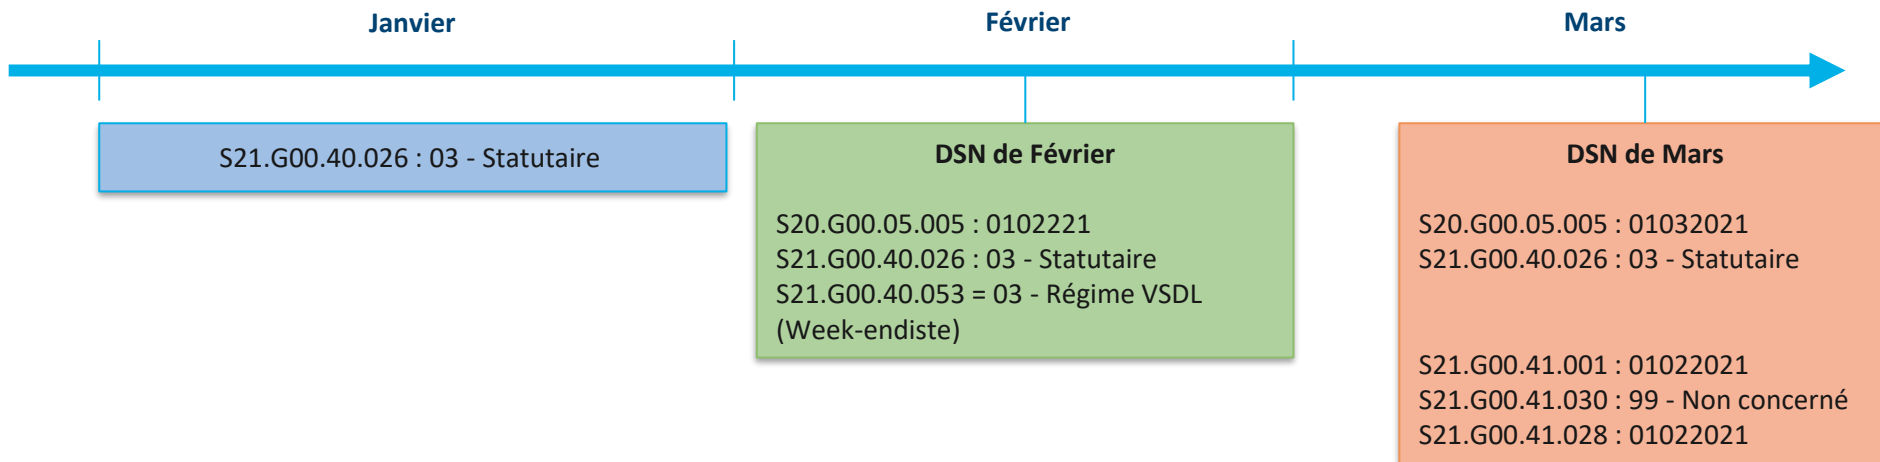 Janvier
Février
Mars
S21.G00.40.026 : 03 - Statutaire
DSN de Février
S20.G00.05.005 : 0102221
S21.G00.40.026 : 03 - Statutaire
S21.G00.40.053 = 03 - Régime VSDL
(Week-endiste)
DSN de Mars
S20.G00.05.005 : 01032021
S21.G00.40.026 : 03 - Statutaire
S21.G00.41.001 : 01022021
S21.G00.41.030 : 99 - Non concerné
S21.G00.41.028 : 01022021